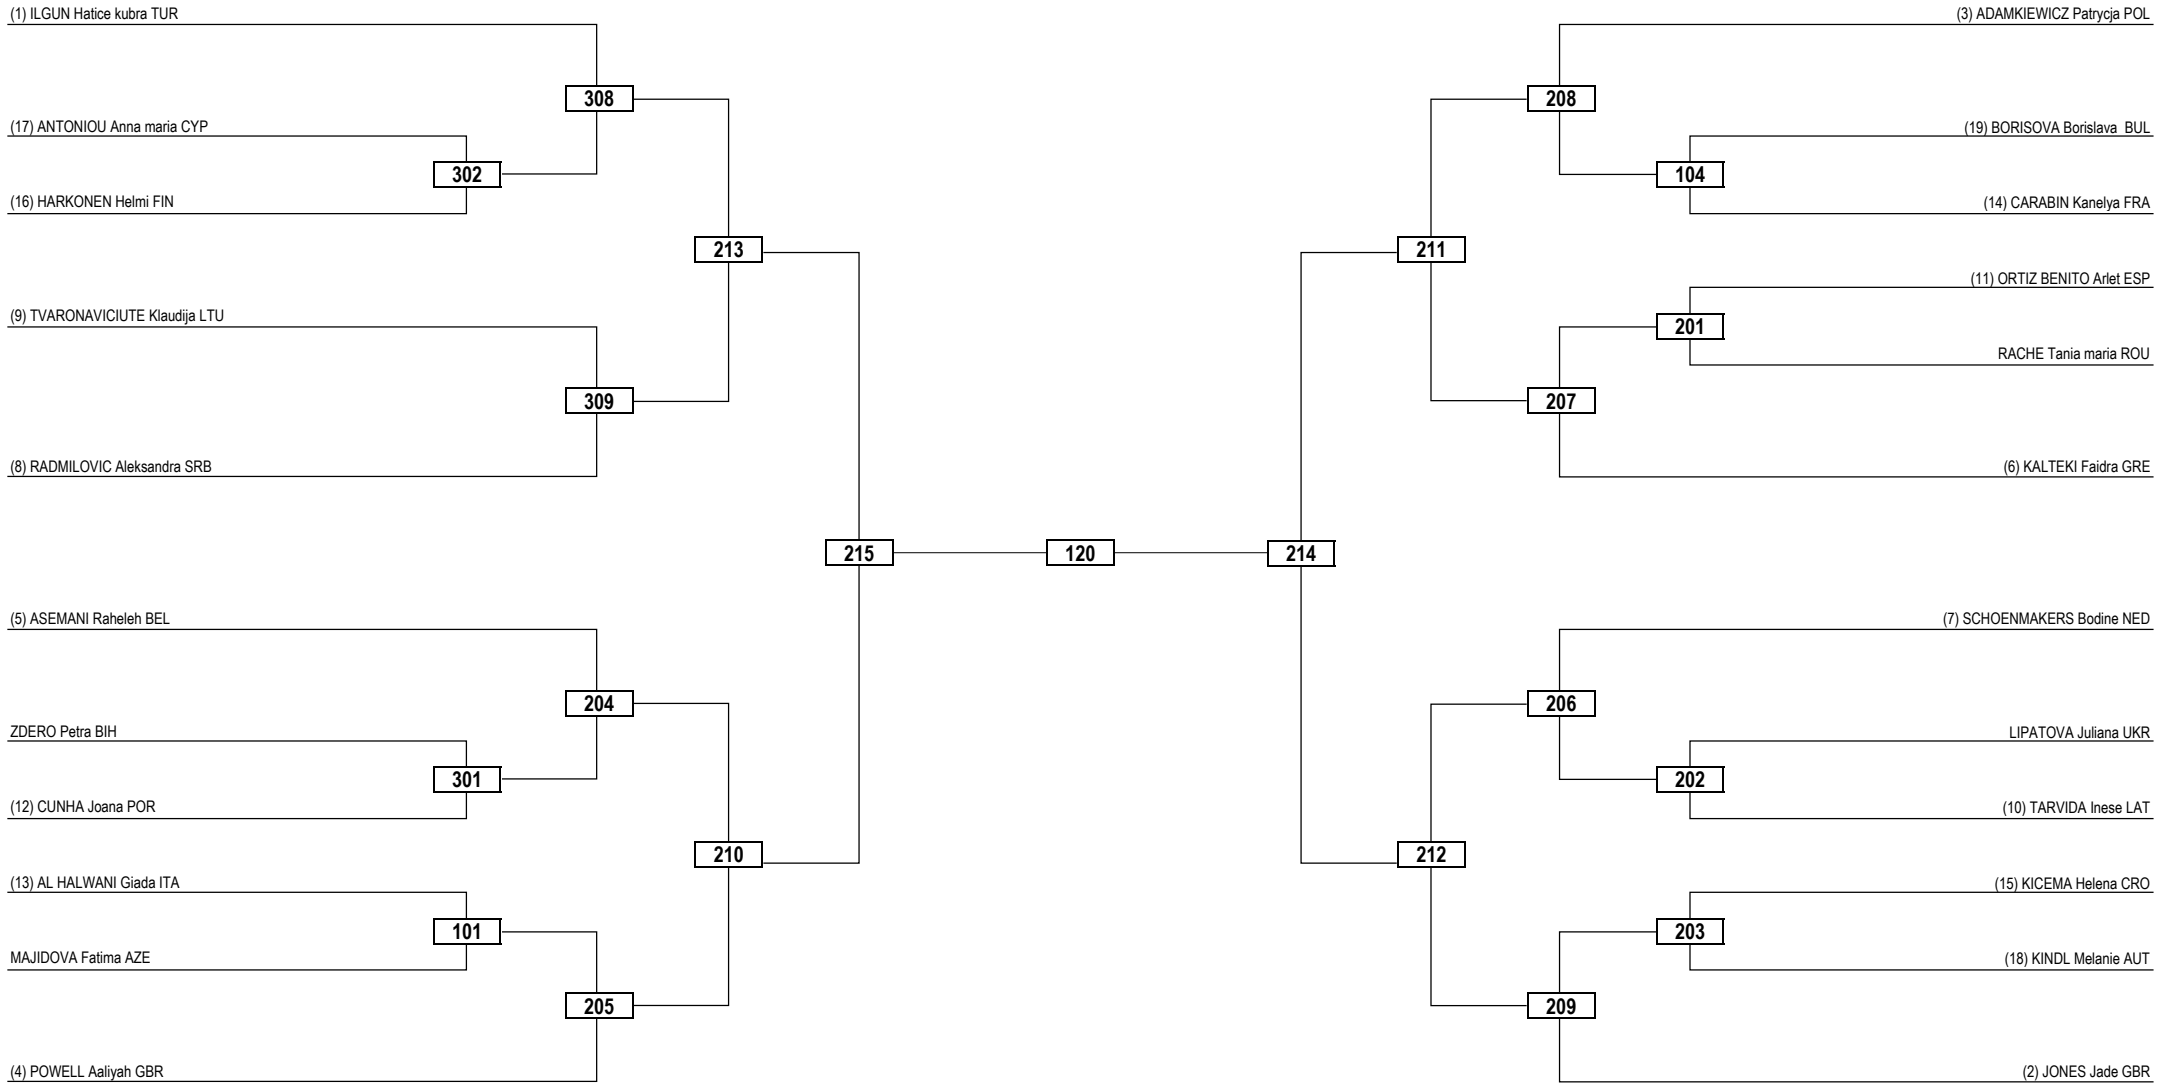 (1) ILGUN Hatice kubra TUR
308
(17) ANTONIOU Anna maria CYP
302
(16) HARKONEN Helmi FIN
213
(9) TVARONAVICIUTE Klaudija LTU
309
(8) RADMILOVIC Aleksandra SRB
215
(5) ASEMANI Raheleh BEL
204
ZDERO Petra BIH
301
(12) CUNHA Joana POR
210
(13) AL HALWANI Giada ITA
101
MAJIDOVA Fatima AZE
205
(4) POWELL Aaliyah GBR
120
(3) ADAMKIEWICZ Patrycja POL
208
(19) BORISOVA Borislava  BUL
104
(14) CARABIN Kanelya FRA
211
(11) ORTIZ BENITO Arlet ESP
201
RACHE Tania maria ROU
207
(6) KALTEKI Faidra GRE
214
(7) SCHOENMAKERS Bodine NED
206
LIPATOVA Juliana UKR
202
(10) TARVIDA Inese LAT
212
(15) KICEMA Helena CRO
203
(18) KINDL Melanie AUT
209
(2) JONES Jade GBR